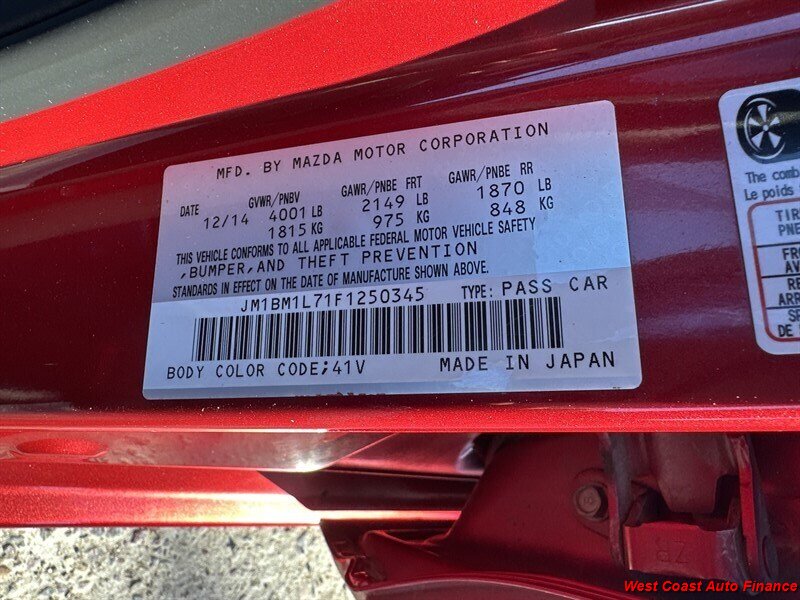 MFD. BY MAZDA MOTOR CORPORATION
DATE GVWR/PNBV GAWR/PNBE FRT GAWR/PNBE RR
12/14 4001 LB 2149 LB 1870 LB
1815 KG 975 KG 848 KG
THIS VEHICLE CONFORMS TO ALL APPLICABLE FEDERAL MOTOR VEHICLE SAFETY
,BUMPER,AND THEFT PREVENTION
STANDARDS IN EFFECT ON THE DATE OF MANUFACTURE SHOWN ABOVE.
JM1BM1L71F1250345 TYPE: PASS CAR
BODY COLOR CODE;41V MADE IN JAPAN
The comb
Le poids
TIR
PNE
FR
AV
RE
AR
SP
DE
West Coast Auto Finance